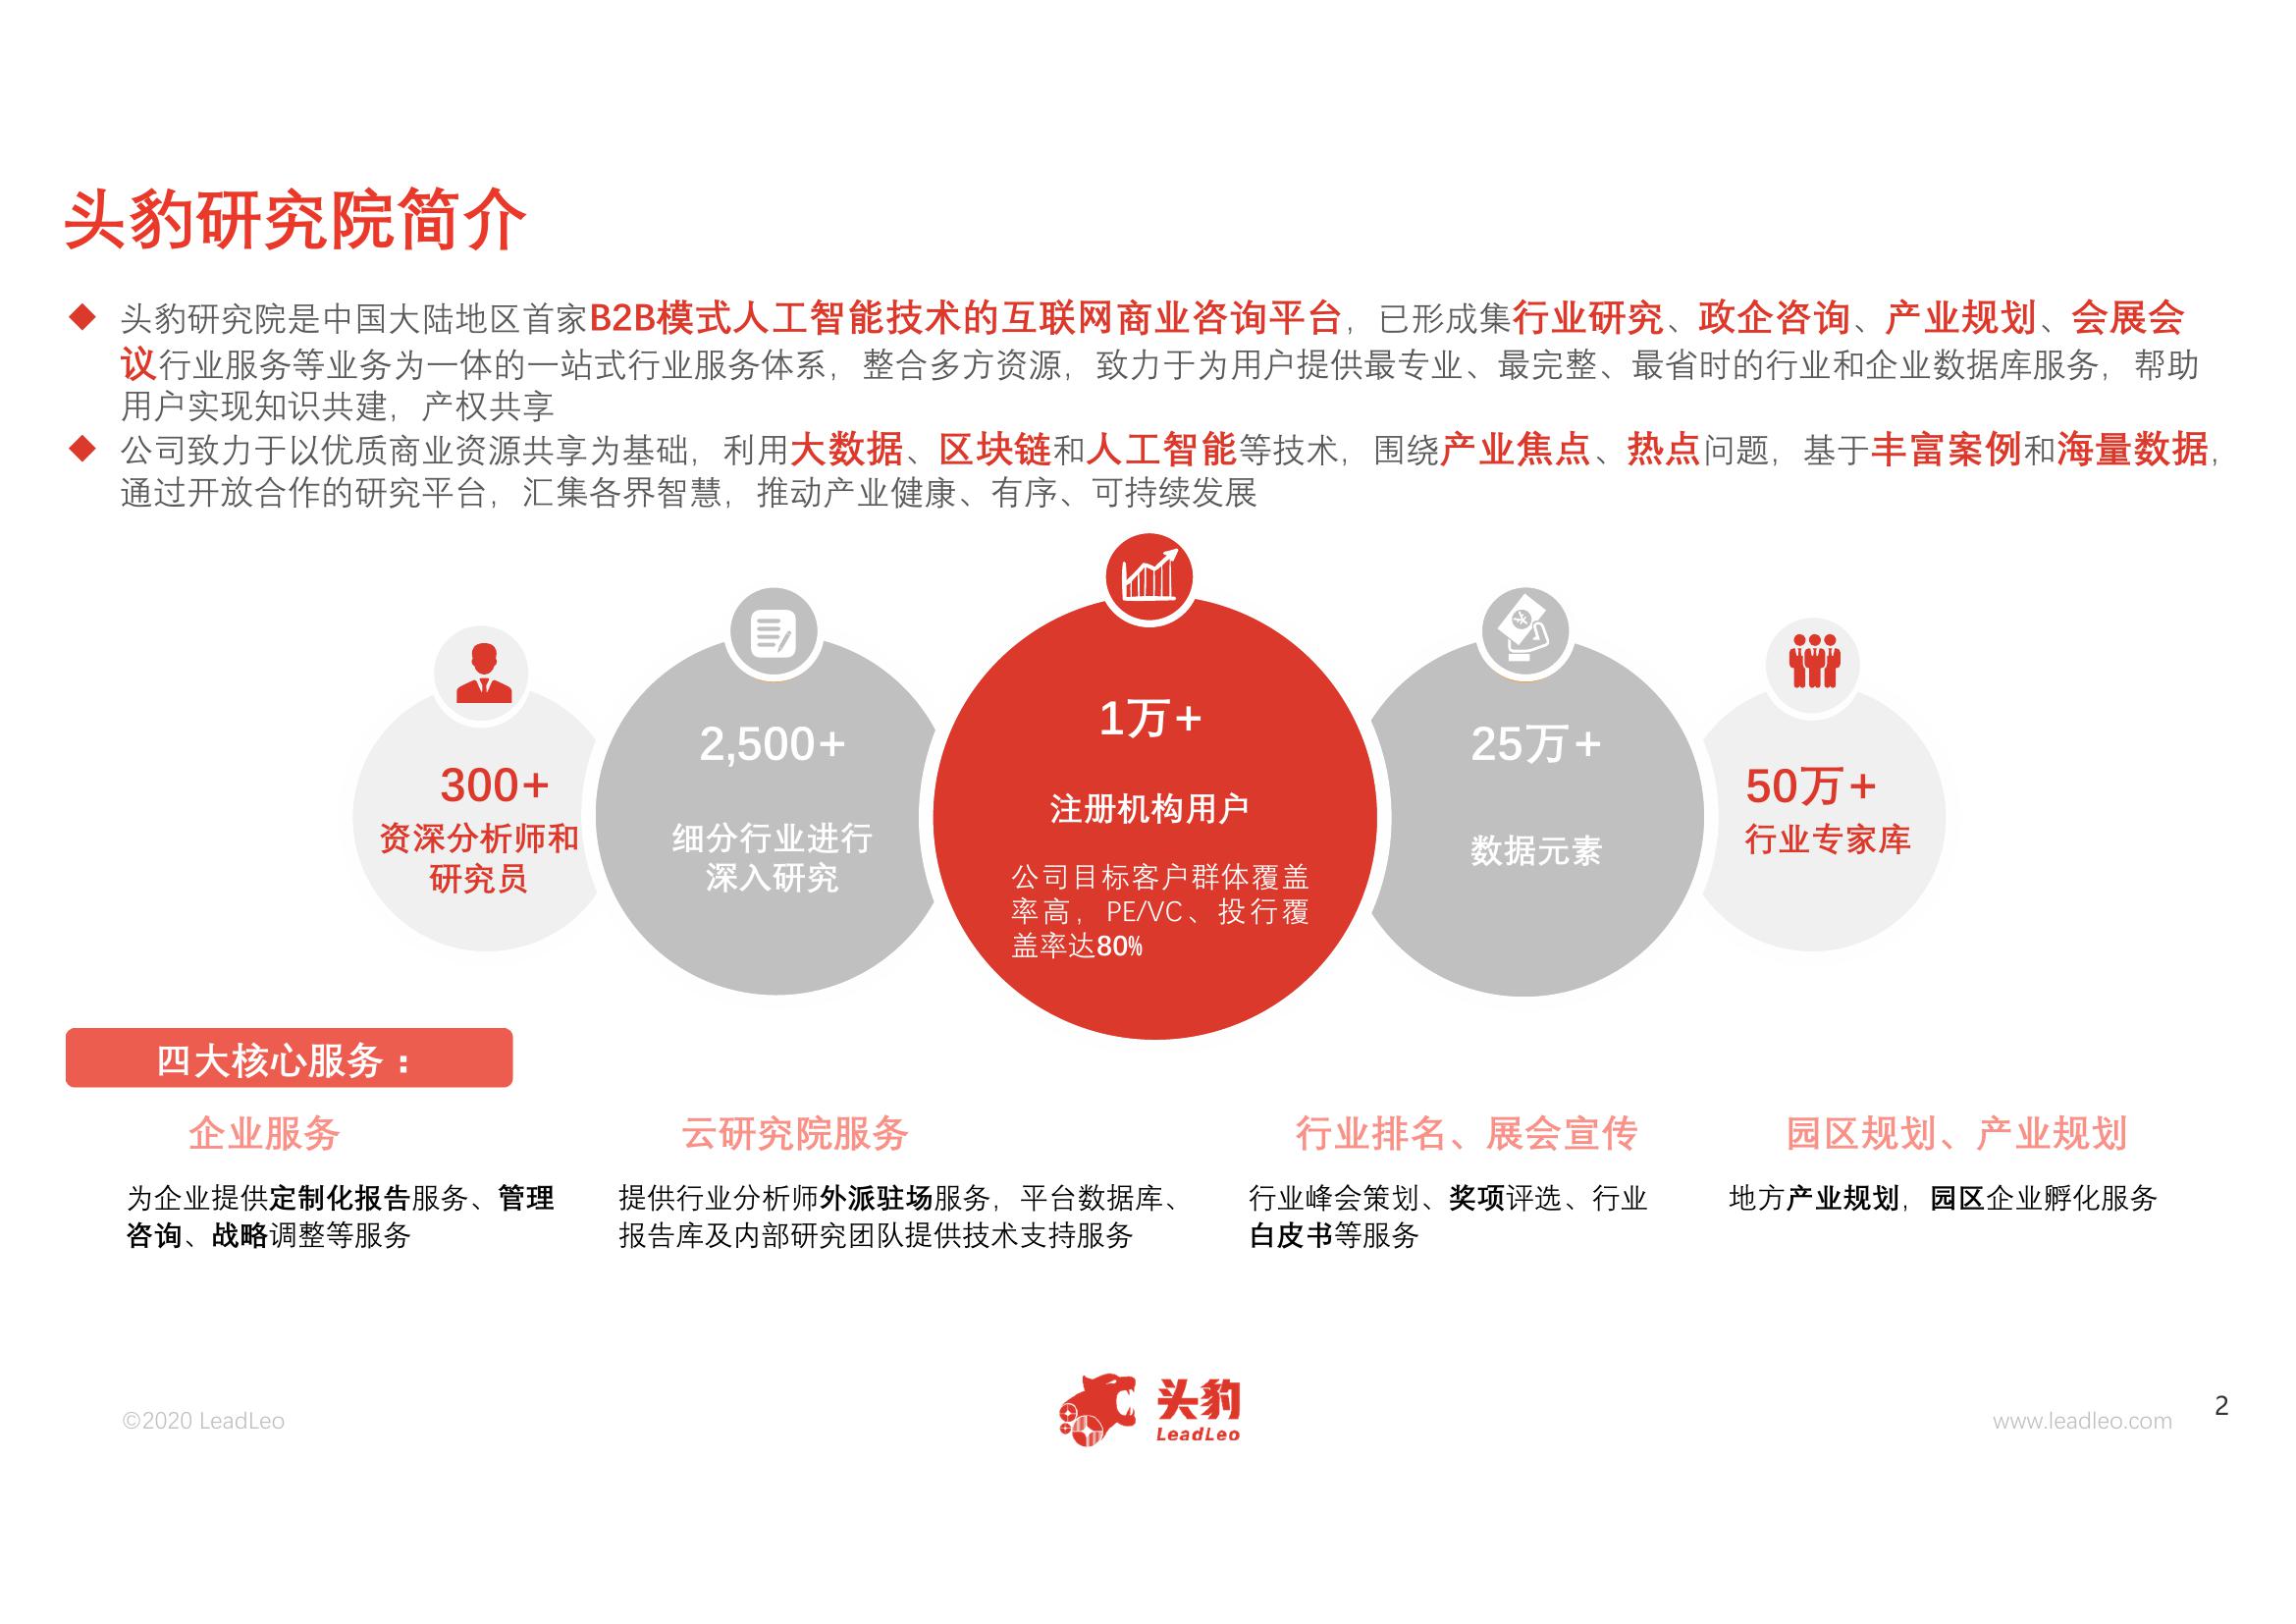 头豹研究院简介
◆ 头豹研究院是中国大陆地区首家B2B模式人工智能技术的互联网商业咨询平台，已形成集行业研究、政企咨询、产业规划、会展会
议行业服务等业务为一体的一站式行业服务体系，整合多方资源，致力于为用户提供最专业、最完整、最省时的行业和企业数据库服务，帮助
用户实现知识共建，产权共享
◆ 公司致力于以优质商业资源共享为基础，利用大数据、区块链和人工智能等技术，围绕产业焦点、热点问题，基于丰富案例和海量数据，
通过开放合作的研究平台，汇集各界智慧，推动产业健康、有序、可持续发展
300+
资深分析师和
研究员
2,500+
细分行业进行
深入研究
1万+
注册机构用户
公司目标客户群体覆盖
率高，PE/VC、投行覆
盖率达80%
25万+
数据元素
50万+
行业专家库
四大核心服务：
企业服务
为企业提供定制化报告服务、管理
咨询、战略调整等服务
云研究院服务
提供行业分析师外派驻场服务，平台数据库、
报告库及内部研究团队提供技术支持服务
行业排名、展会宣传
行业峰会策划、奖项评选、行业
白皮书等服务
园区规划、产业规划
地方产业规划，园区企业孵化服务
©2020 LeadLeo
头豹
LeadLeo
www.leadleo.com
2